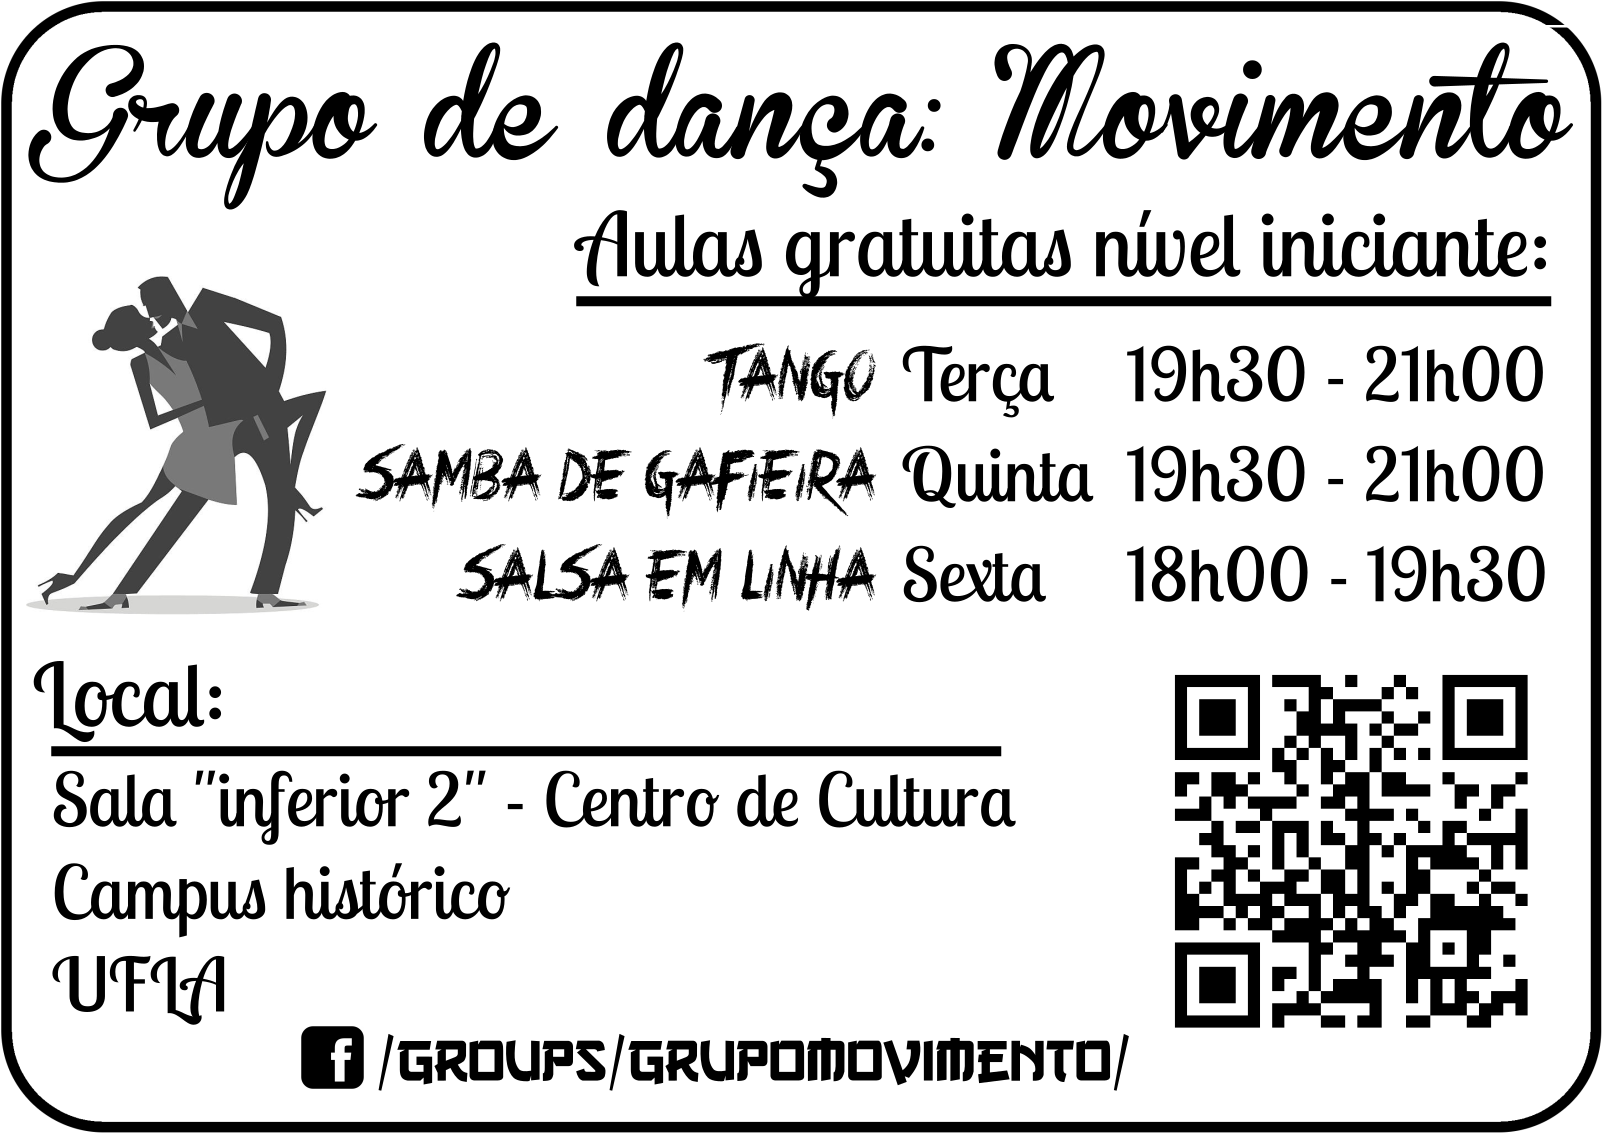 Grupo de dança: Movimento
Aulas gratuitas nível iniciante:
TANGO Terça 19h30 - 21h00
SAMBA DE GAFIEIRA Quinta 19h30 - 21h00
SALSA EM LINHA Sexta 18h00 - 19h30
Local:
Sala "inferior 2" - Centro de Cultura
Campus histórico
UFLA
f /GROUPS/GRUPOMOVIMENTO/